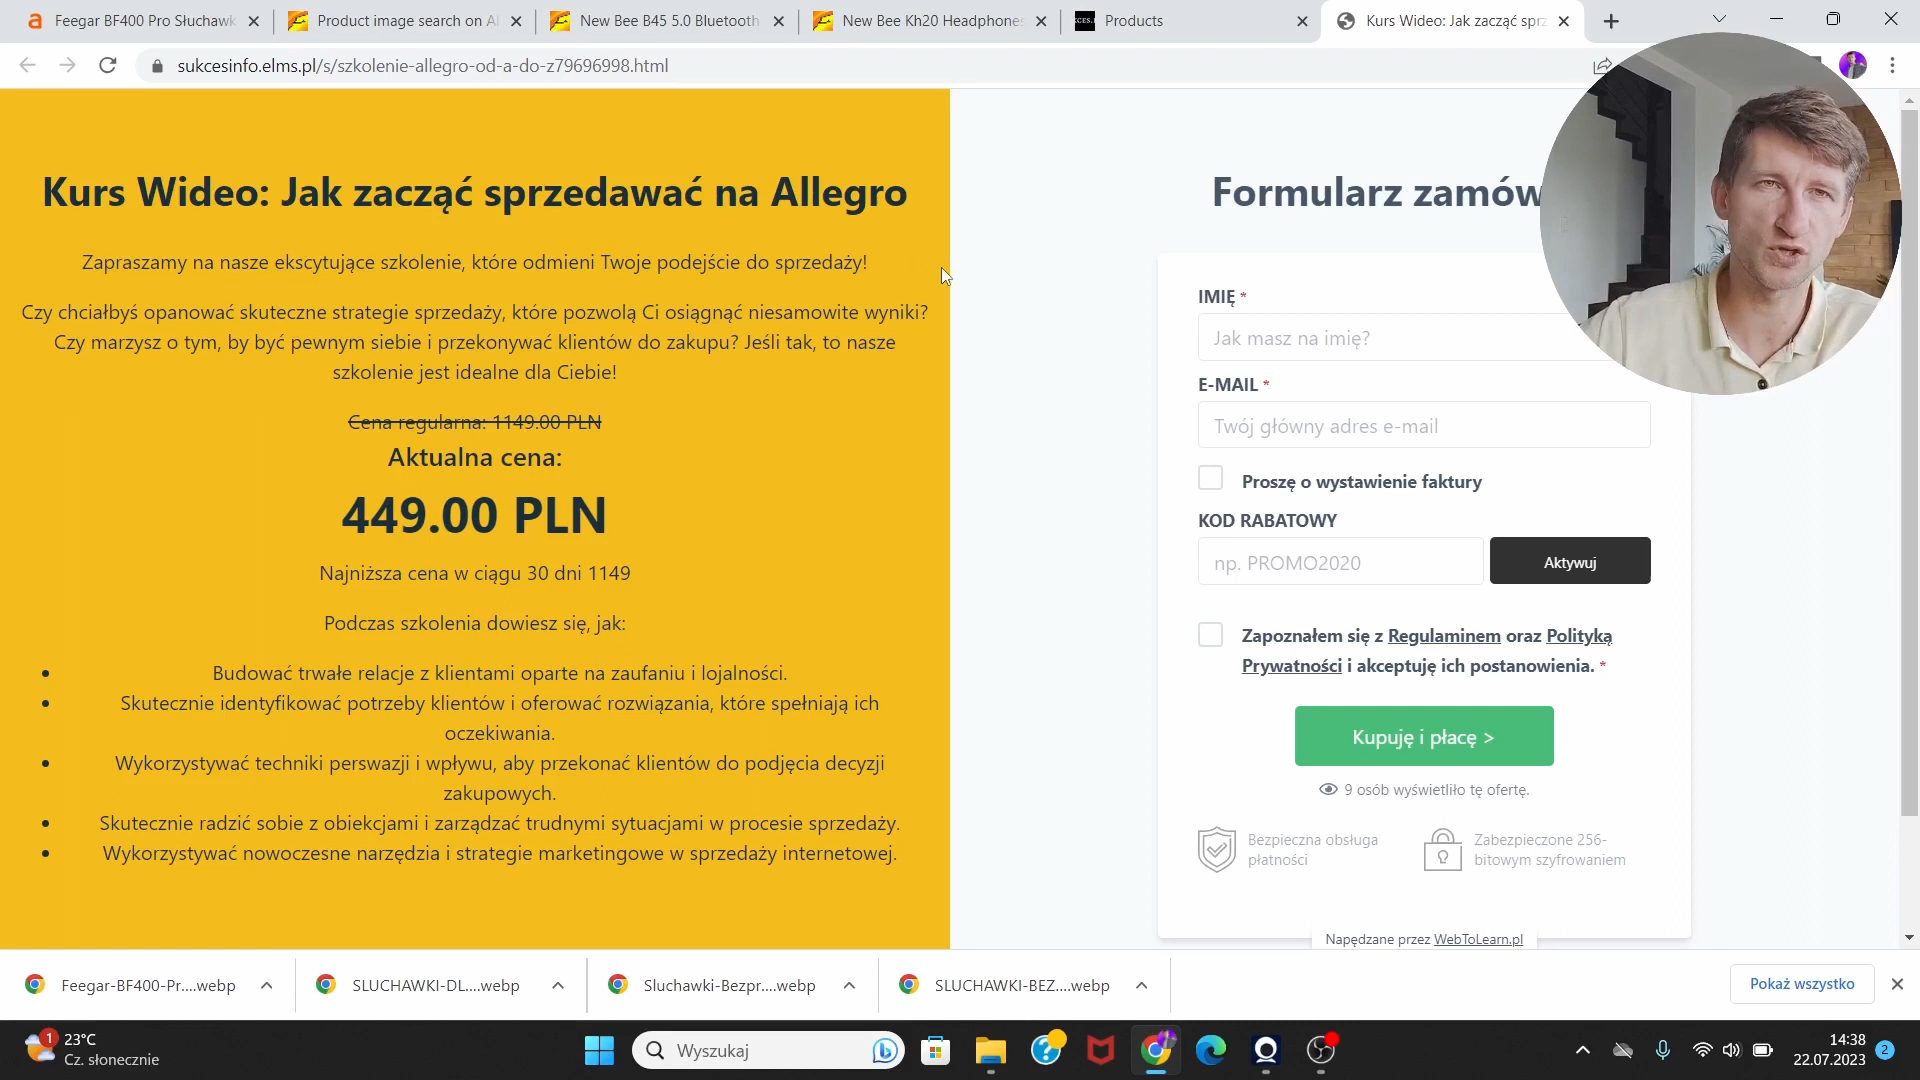 Feegar BF400 Pro Słuchawk
Product image search on Al
New Bee B45 5.0 Bluetooth
New Bee Kh20 Headphones
Products
Kurs Wideo: Jak zacząć sprz
sukcesinfo.elms.pl/s/szkolenie-allegro-od-a-do-z79696998.html
Kurs Wideo: Jak zacząć sprzedawać na Allegro
Zapraszamy na nasze ekscytujące szkolenie, które odmieni Twoje podejście do sprzedaży!
Czy chciałbyś opanować skuteczne strategie sprzedaży, które pozwolą Ci osiągnąć niesamowite wyniki?
Czy marzysz o tym, by być pewnym siebie i przekonywać klientów do zakupu? Jeśli tak, to nasze
szkolenie jest idealne dla Ciebie!
Cena regularna: 1149.00 PLN
Aktualna cena:
449.00 PLN
Najniższa cena w ciągu 30 dni 1149
Podczas szkolenia dowiesz się, jak:
Budować trwałe relacje z klientami oparte na zaufaniu i lojalności.
Skutecznie identyfikować potrzeby klientów i oferować rozwiązania, które spełniają ich
oczekiwania.
Wykorzystywać techniki perswazji i wpływu, aby przekonać klientów do podjęcia decyzji
zakupowych.
Skutecznie radzić sobie z obiekcjami i zarządzać trudnymi sytuacjami w procesie sprzedaży.
Wykorzystywać nowoczesne narzędzia i strategie marketingowe w sprzedaży internetowej.
Formularz zamów
IMIĘ *
Jak masz na imię?
E-MAIL *
Twój główny adres e-mail
Proszę o wystawienie faktury
KOD RABATOWY
np. PROMO2020
Aktywuj
Zapoznałem się z Regulaminem oraz Polityką
Prywatności i akceptuję ich postanowienia. *
Kupuję i płacę >
9 osób wyświetliło tę ofertę.
Bezpieczna obsługa
płatności
Zabezpieczone 256-
bitowym szyfrowaniem
Napędzane przez WebToLearn.pl
Feegar-BF400-Pr....webp
SLUCHAWKI-DL....webp
Sluchawki-Bezpr....webp
SLUCHAWKI-BEZ....webp
Pokaż wszystko
1
23°C
Cz. słonecznie
Wyszukaj
14:38
22.07.2023
2